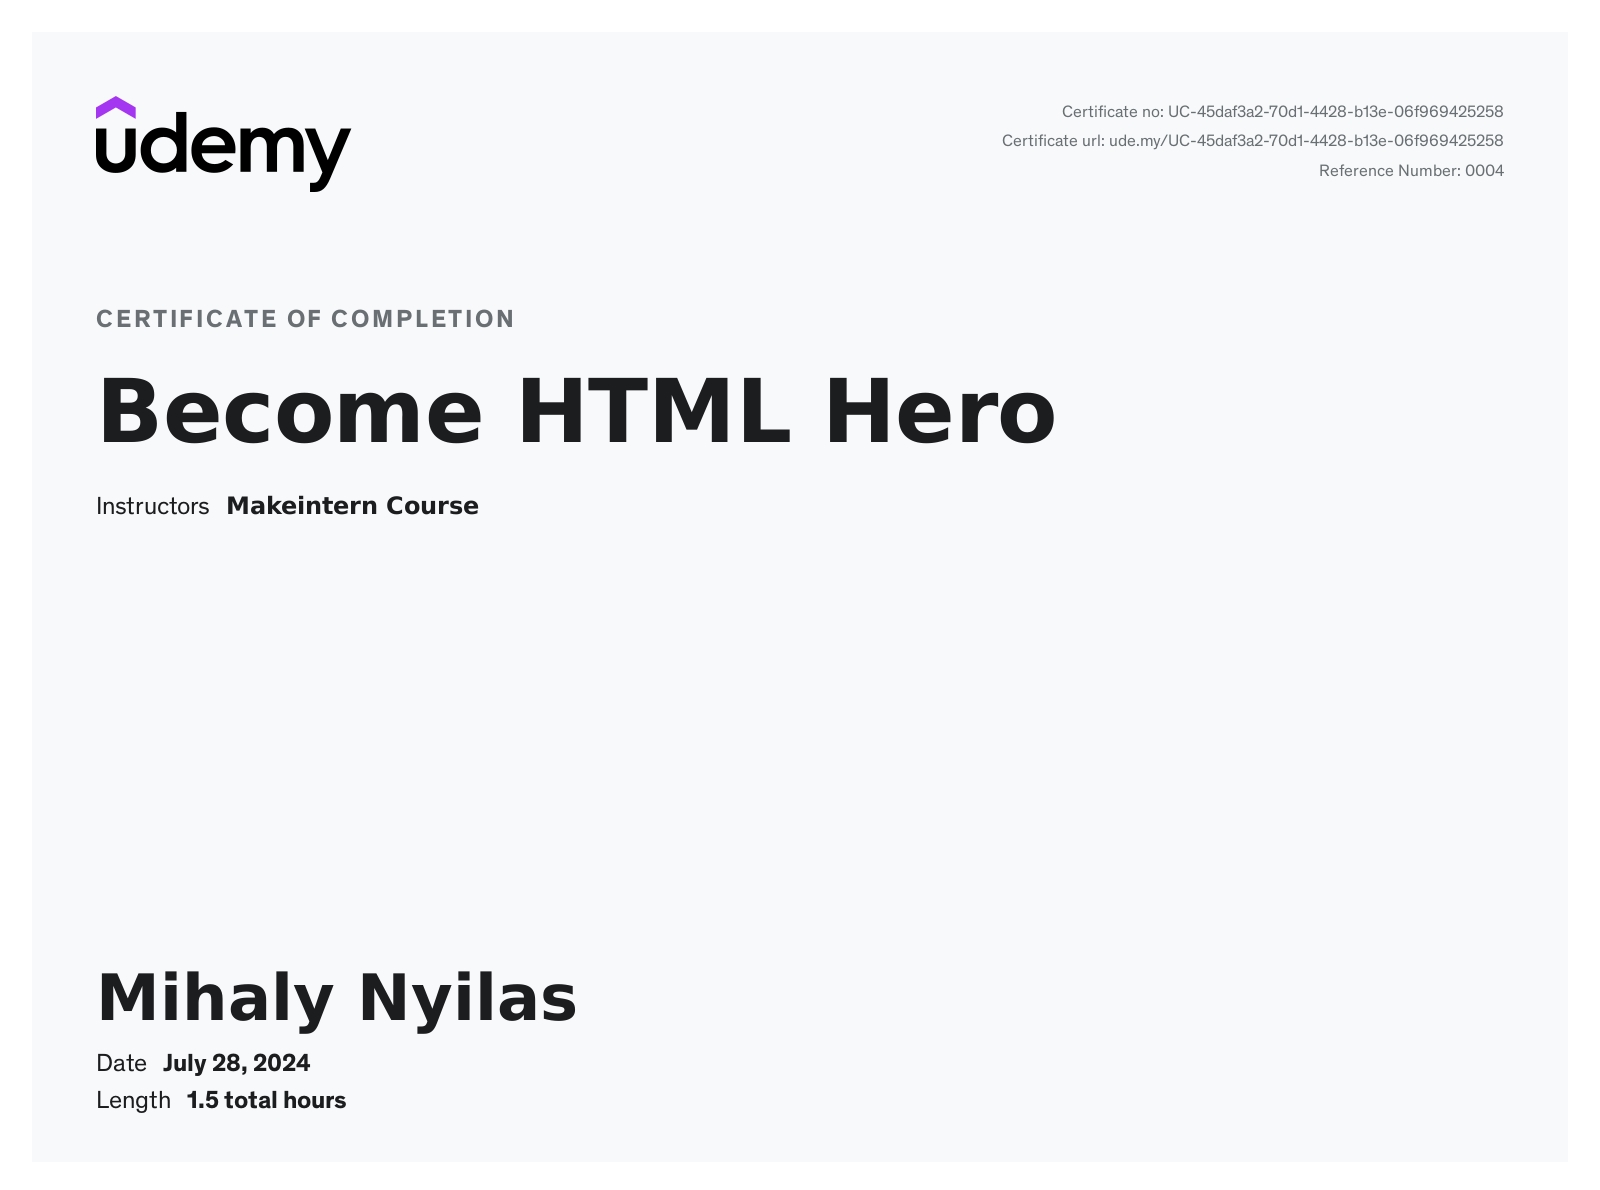 udemy
Certificate no: UC-45daf3a2-70d1-4428-b13e-06f969425258
Certificate url: ude.my/UC-45daf3a2-70d1-4428-b13e-06f969425258
Reference Number: 0004
CERTIFICATE OF COMPLETION
Become HTML Hero
Instructors Makeintern Course
Mihaly Nyilas
Date July 28, 2024
Length 1.5 total hours